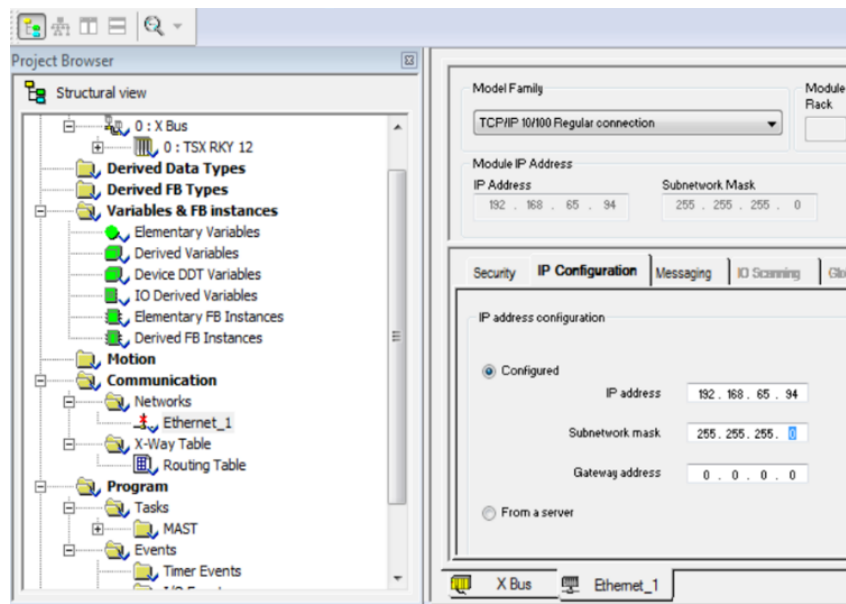 Project Browser
Structural view
0 : X Bus
0 : TSX RKY 12
Derived Data Types
Derived FB Types
Variables & FB instances
Elementary Variables
Derived Variables
Device DDT Variables
IO Derived Variables
Elementary FB Instances
Derived FB Instances
Motion
Communication
Networks
Ethernet_1
X-Way Table
Routing Table
Program
Tasks
MAST
Events
Timer Events
Model Family
Module
Rack
TCP/IP 10/100 Regular connection
Module IP Address
IP Address Subnetwork Mask
192 . 168 . 65 . 94 255 . 255 . 255 . 0
Security IP Configuration Messaging IO Scanning
IP address configuration
Configured
IP address 192 . 168 . 65 . 94
Subnetwork mask 255 . 255 . 255 . 0
Gateway address 0 . 0 . 0 . 0
From a server
X Bus Ethernet_1